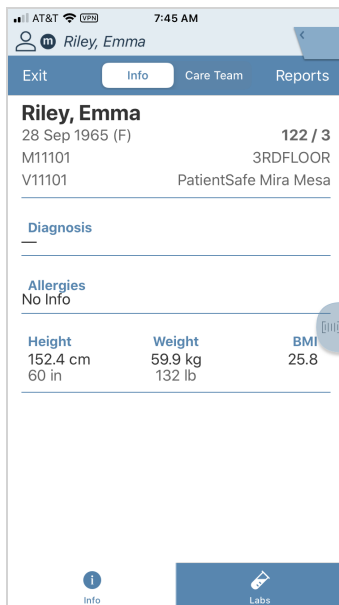 AT&T VPN 7:45 AM
m Riley, Emma
Exit Info Care Team Reports
Riley, Emma
28 Sep 1965 (F) 122 / 3
M11101 3RDFLOOR
V11101 PatientSafe Mira Mesa
Diagnosis
—
Allergies
No Info
Height Weight BMI
152.4 cm 59.9 kg 25.8
60 in 132 lb
Info Labs